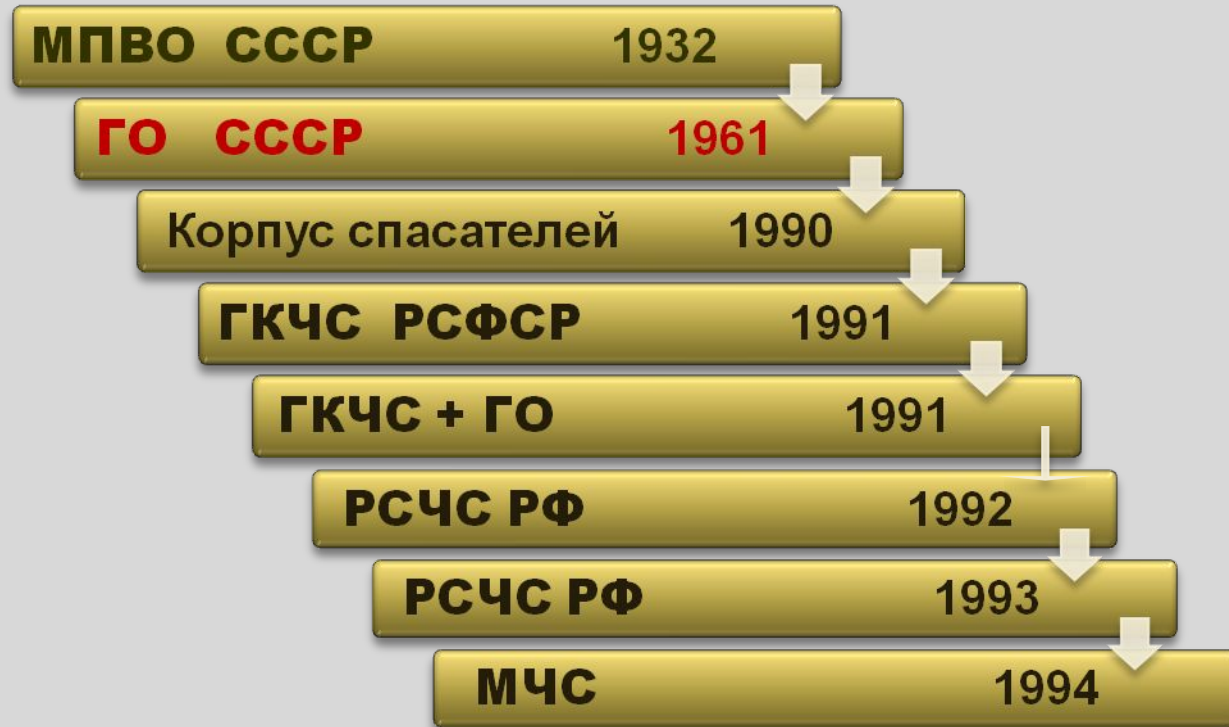 МПВО СССР 1932
ГО СССР 1961
Корпус спасателей 1990
ГКЧС РСФСР 1991
ГКЧС + ГО 1991
РСЧС РФ 1992
РСЧС РФ 1993
МЧС 1994